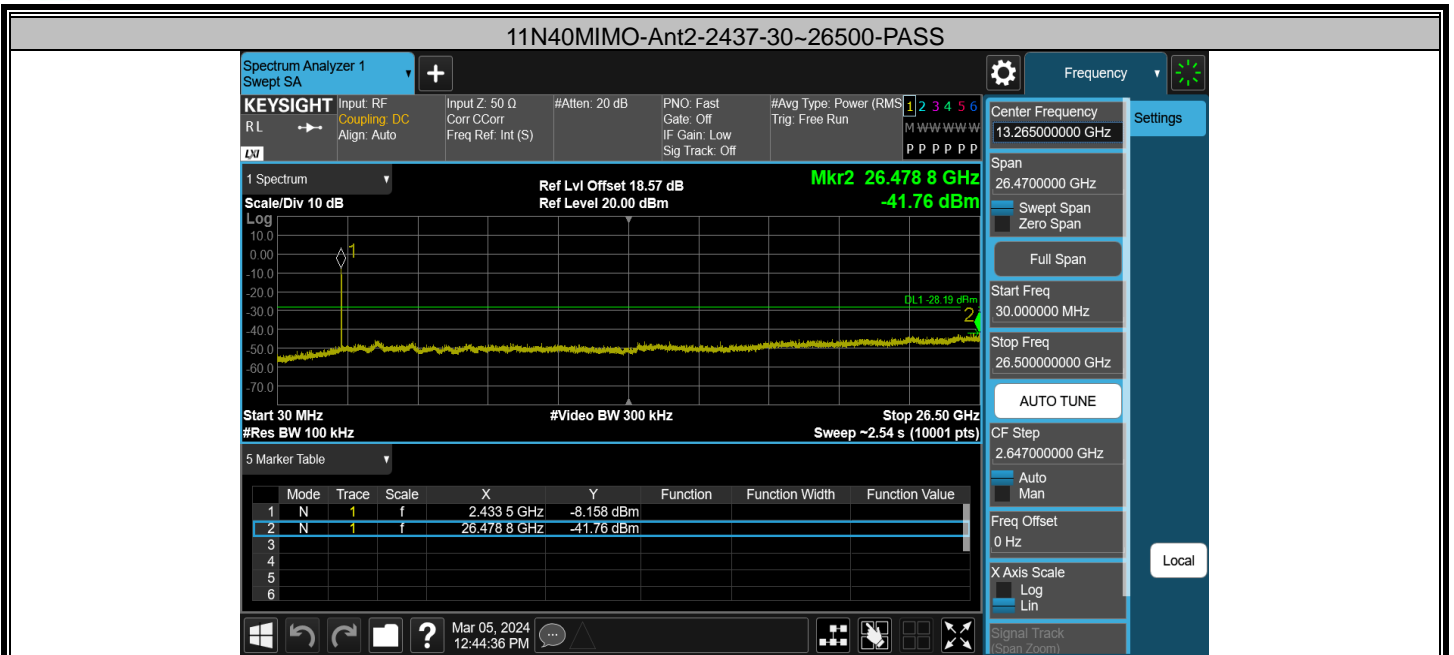 11N40MIMO-Ant2-2437-30~26500-PASS
Spectrum Analyzer 1
Swept SA
+
Frequency
KEYSIGHT
RL
LXI
Input: RF
Coupling: DC
Align: Auto
Input Z: 50 Ω
Corr CCorr
Freq Ref: Int (S)
#Atten: 20 dB
PNO: Fast
Gate: Off
IF Gain: Low
Sig Track: Off
#Avg Type: Power (RMS
Trig: Free Run
1 2 3 4 5 6
M W W W W W
P P P P P P
1 Spectrum
Scale/Div 10 dB
Ref Lvl Offset 18.57 dB
Ref Level 20.00 dBm
Mkr2 26.478 8 GHz
-41.76 dBm
Log
10.0
0.00
-10.0
-20.0
-30.0
-40.0
-50.0
-60.0
-70.0
1
DL1 -28.19 dBm
2
Start 30 MHz
#Video BW 300 kHz
Stop 26.50 GHz
#Res BW 100 kHz
Sweep ~2.54 s (10001 pts)
5 Marker Table
Mode Trace Scale X Y Function Function Width Function Value
1 N 1 f 2.433 5 GHz -8.158 dBm
2 N 1 f 26.478 8 GHz -41.76 dBm
3
4
5
6
Mar 05, 2024
12:44:36 PM
?
Center Frequency
13.265000000 GHz
Span
26.4700000 GHz
Swept Span
Zero Span
Full Span
Start Freq
30.000000 MHz
Stop Freq
26.500000000 GHz
AUTO TUNE
CF Step
2.647000000 GHz
Auto
Man
Freq Offset
0 Hz
X Axis Scale
Log
Lin
Signal Track
(Span Zoom)
Settings
Local